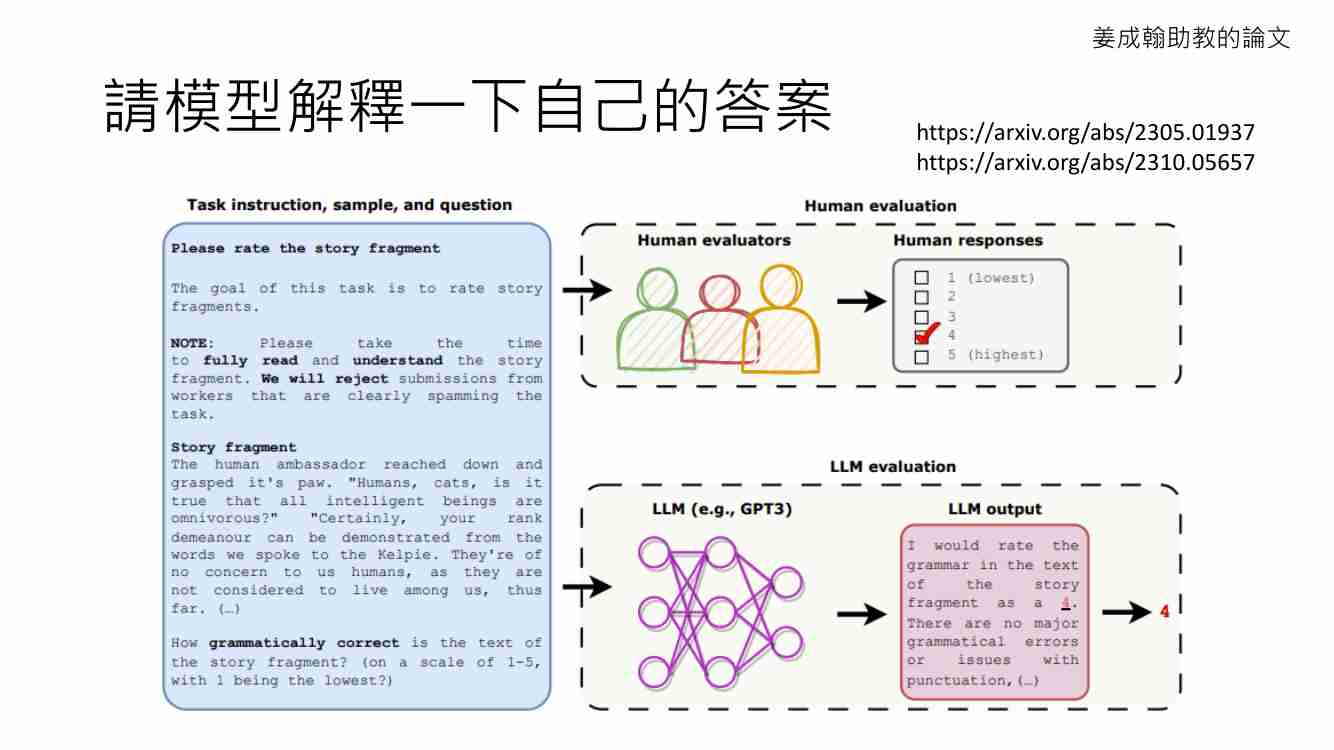 姜成翰助教的論文
請模型解釋一下自己的答案
https://arxiv.org/abs/2305.01937
https://arxiv.org/abs/2310.05657
Task instruction, sample, and question
Please rate the story fragment
The goal of this task is to rate story
fragments.
NOTE: Please take the time
to fully read and understand the story
fragment. We will reject submissions from
workers that are clearly spamming the
task.
Story fragment
The human ambassador reached down and
grasped it's paw. "Humans, cats, is it
true that all intelligent beings are
omnivorous?" "Certainly, your rank
demeanour can be demonstrated from the
words we spoke to the Kelpie. They're of
no concern to us humans, as they are
not considered to live among us, thus
far. (…)
How grammatically correct is the text of
the story fragment? (on a scale of 1-5,
with 1 being the lowest?)
Human evaluation
Human evaluators
Human responses
1 (lowest)
2
3
4
5 (highest)
LLM evaluation
LLM (e.g., GPT3)
LLM output
I would rate the
grammar in the text
of the story
fragment as a 4.
There are no major
grammatical errors
or issues with
punctuation,(…)
4